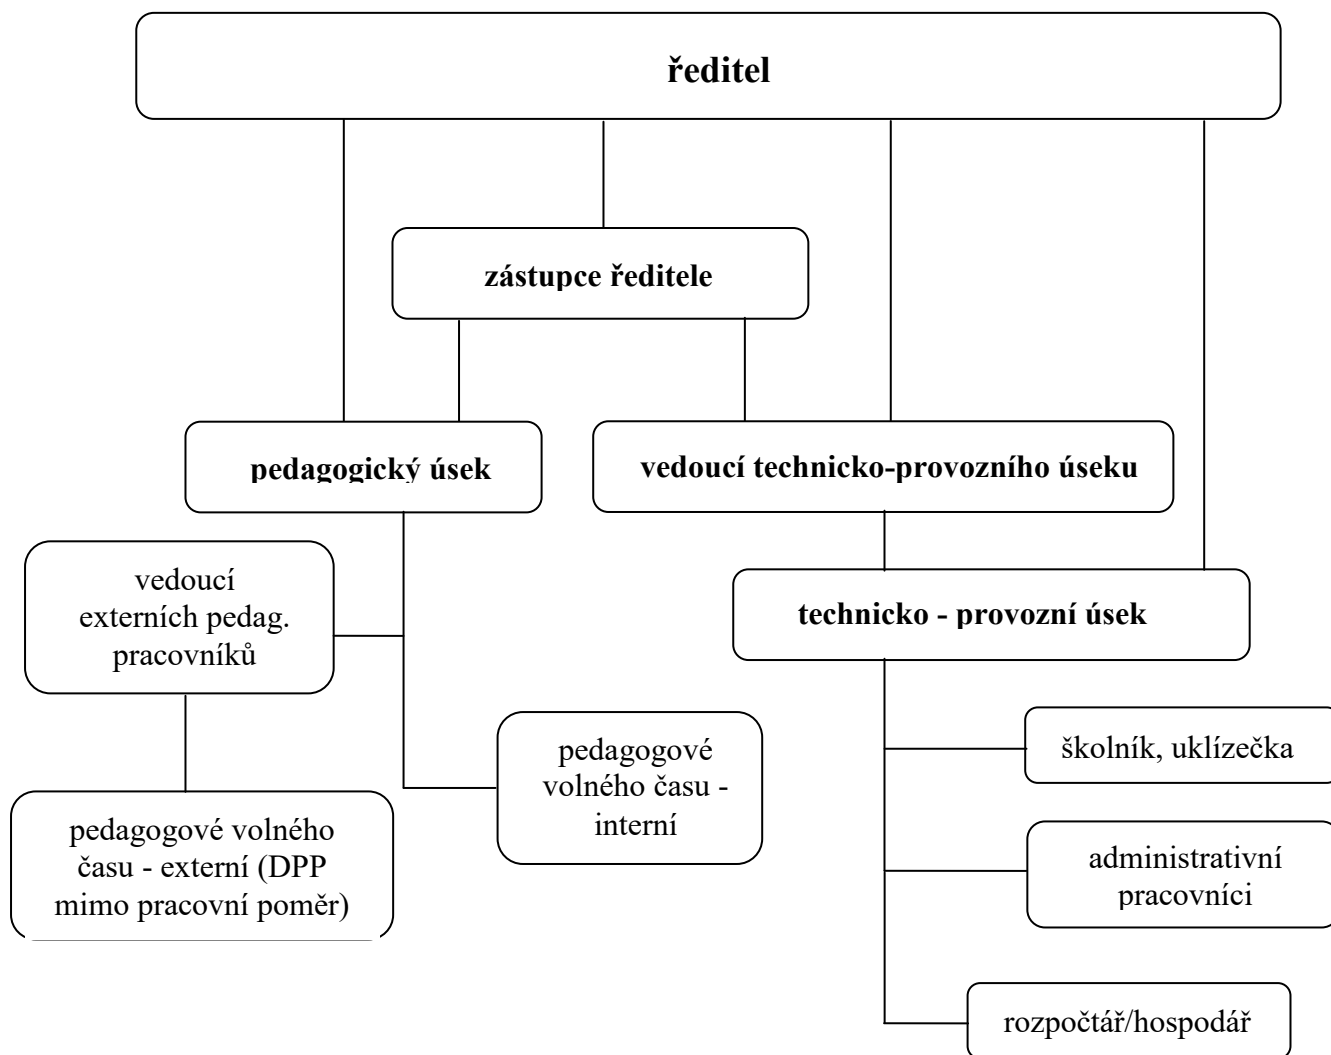 ředitel
zástupce ředitele
pedagogický úsek
vedoucí technicko-provozního úseku
vedoucí
externích pedag.
pracovníků
technicko - provozní úsek
pedagogové
volného času -
interní
školník, uklízečka
pedagogové volného
času - externí (DPP
mimo pracovní poměr)
administrativní
pracovníci
rozpočtář/hospodář